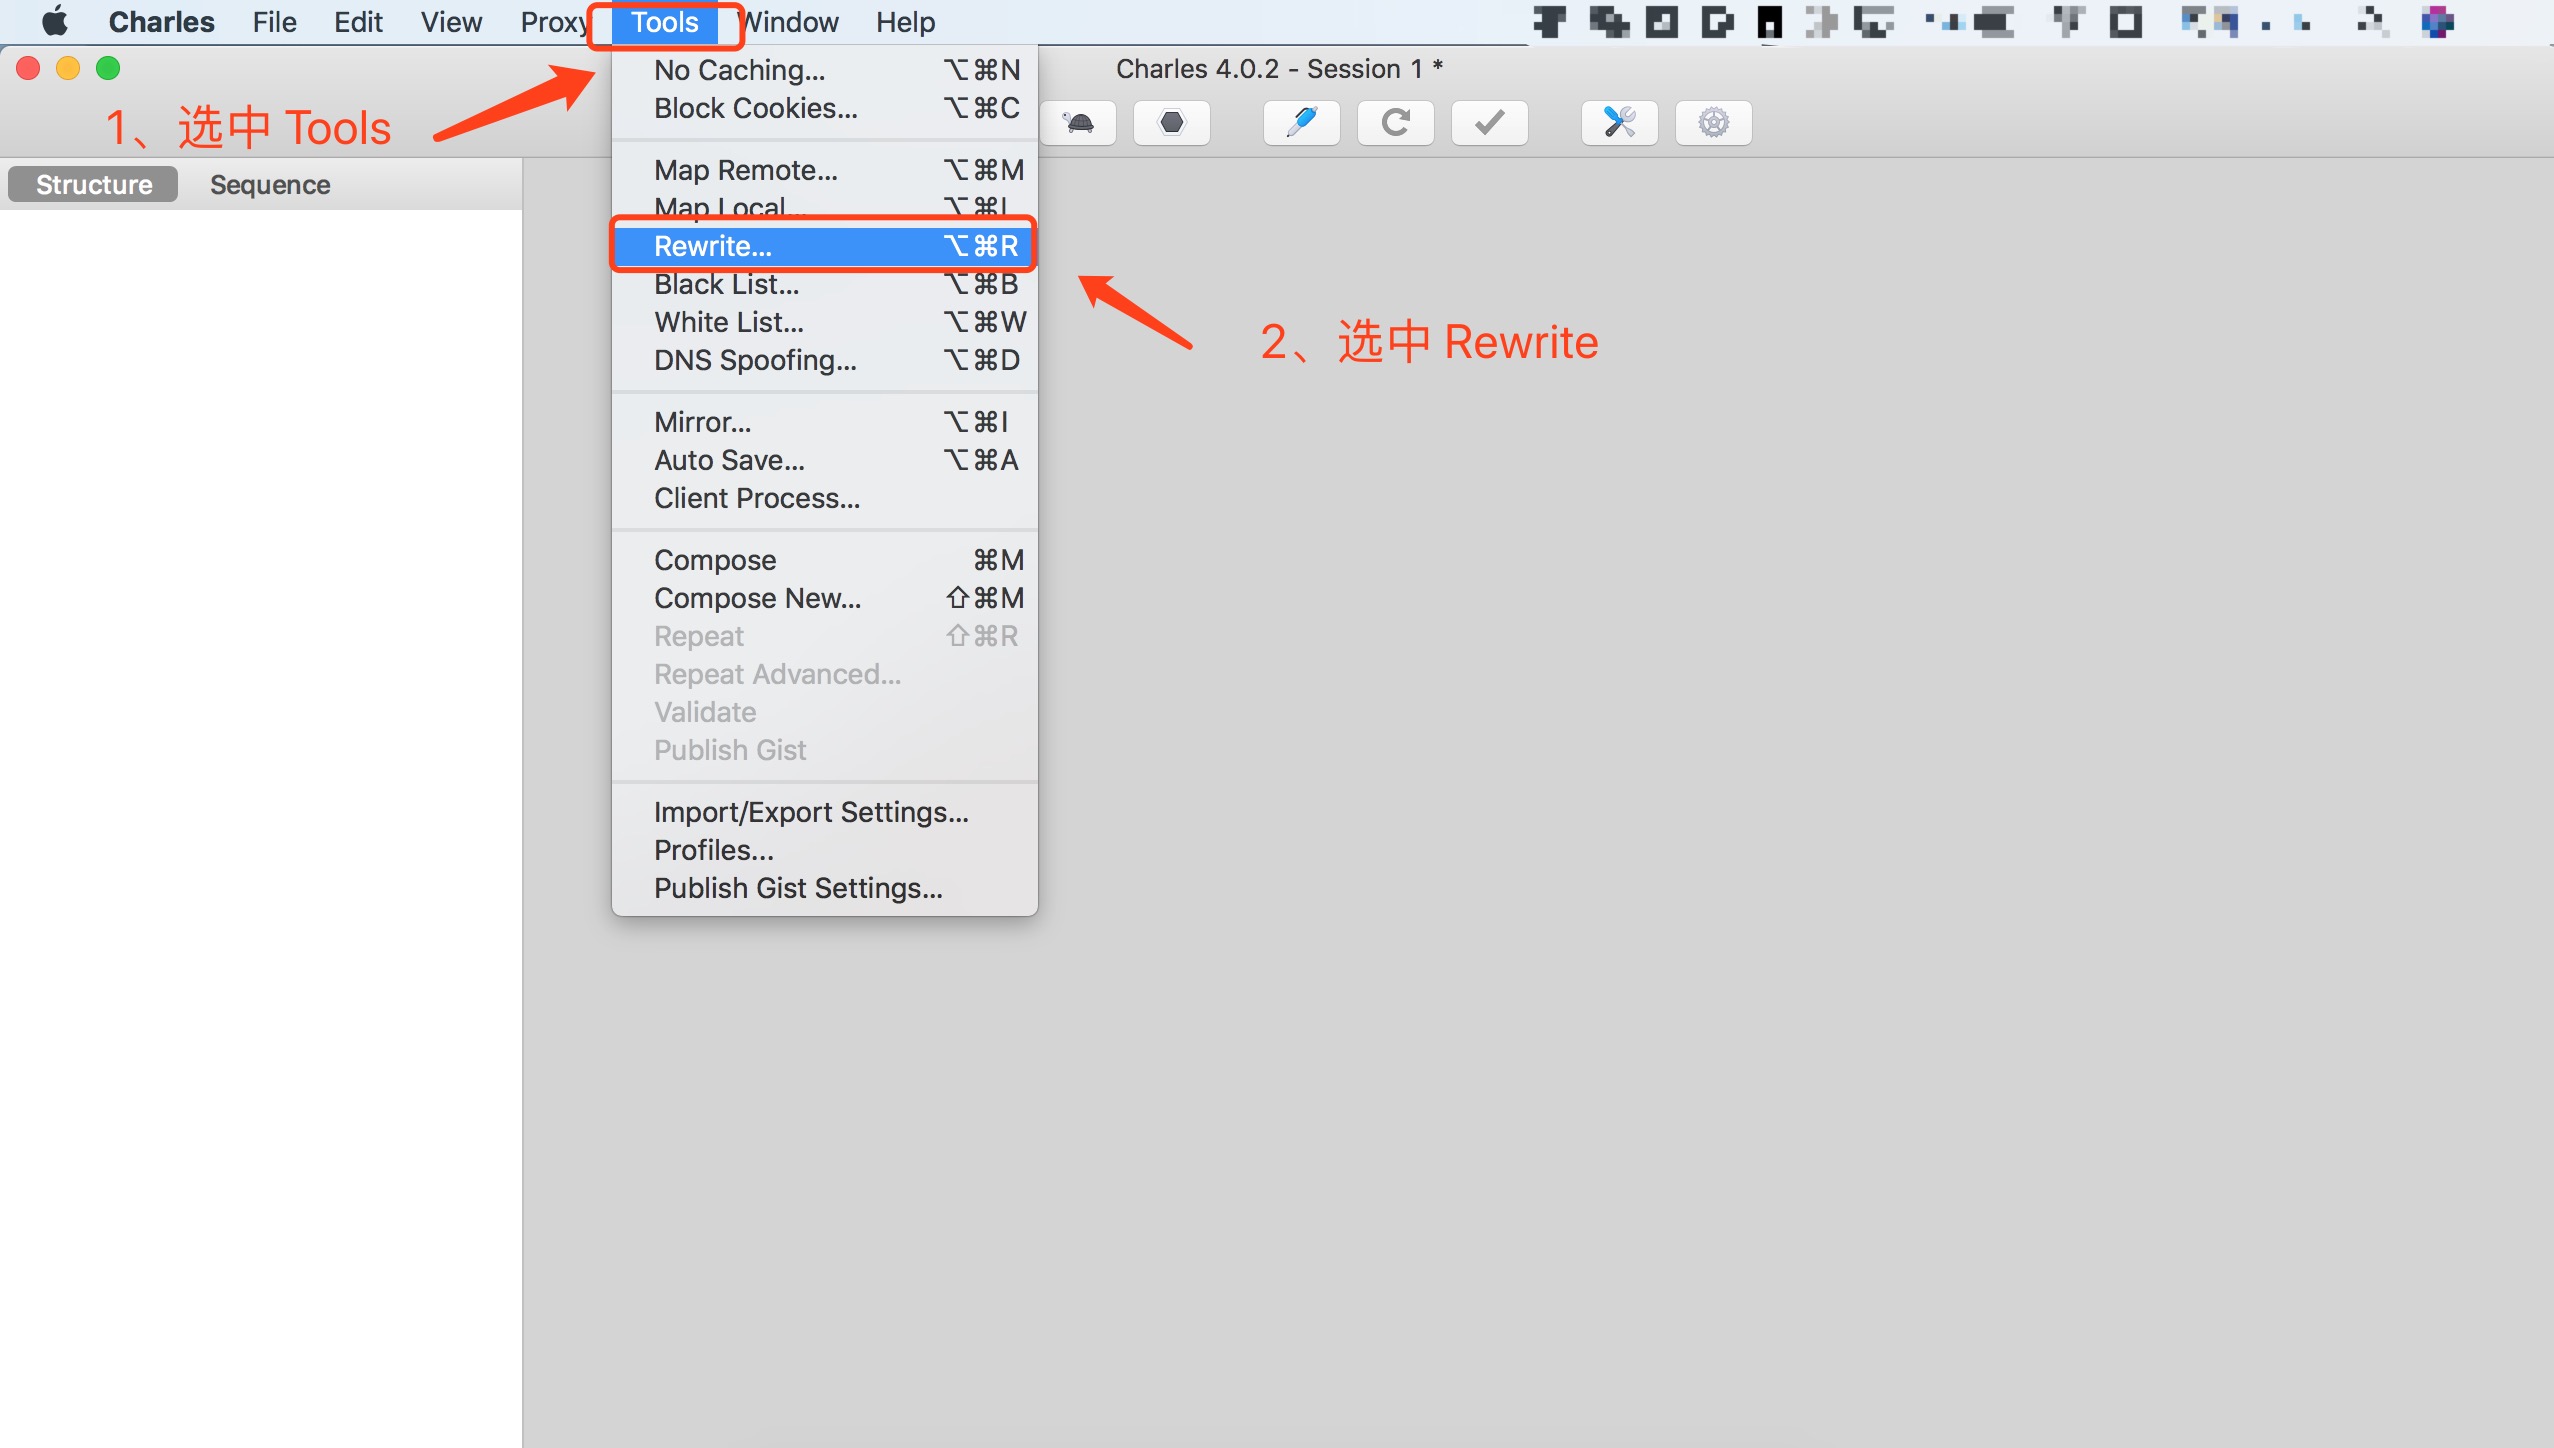 Charles File Edit View Proxy Tools Window Help
Charles 4.0.2 - Session 1 *
1、选中 Tools
Structure Sequence
No Caching... ⌥⌘N
Block Cookies... ⌥⌘C
Map Remote... ⌥⌘M
Map Local... ⌥⌘L
Rewrite... ⌥⌘R
Black List... ⌥⌘B
White List... ⌥⌘W
DNS Spoofing... ⌥⌘D
Mirror... ⌥⌘I
Auto Save... ⌥⌘A
Client Process...
Compose ⌘M
Compose New... ⇧⌘M
Repeat ⇧⌘R
Repeat Advanced...
Validate
Publish Gist
Import/Export Settings...
Profiles...
Publish Gist Settings...
2、选中 Rewrite